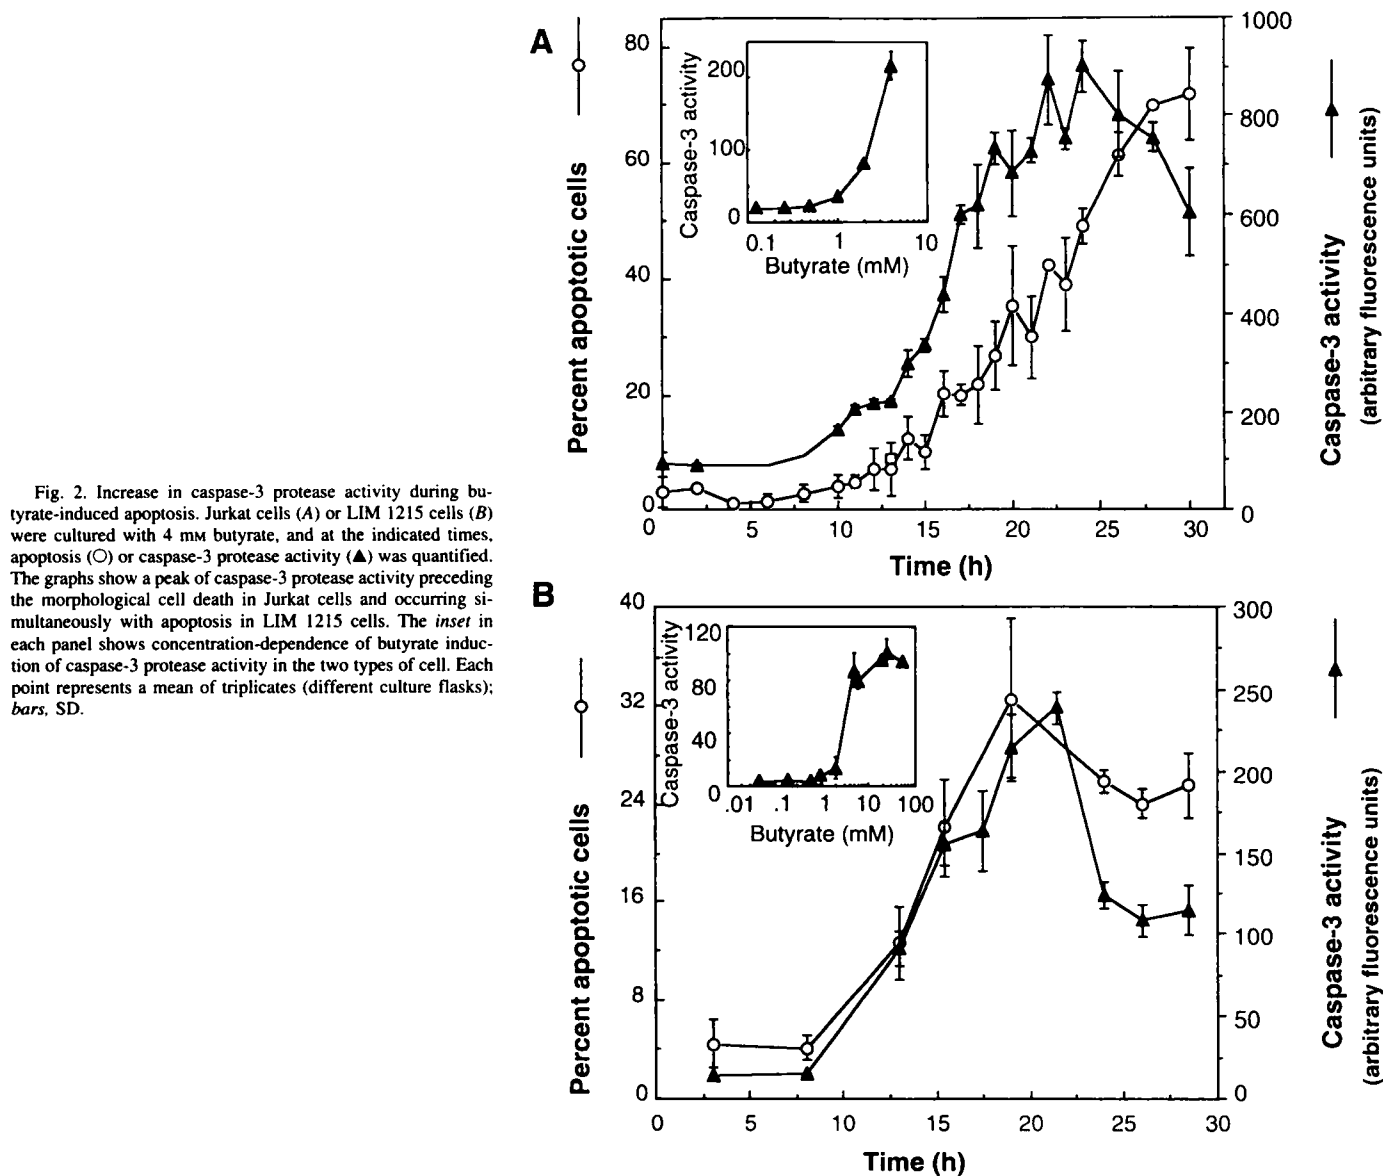 Fig. 2. Increase in caspase-3 protease activity during bu-
tyrate-induced apoptosis. Jurkat cells (A) or LIM 1215 cells (B)
were cultured with 4 mM butyrate, and at the indicated times,
apoptosis (○) or caspase-3 protease activity (▲) was quantified.
The graphs show a peak of caspase-3 protease activity preceding
the morphological cell death in Jurkat cells and occurring si-
multaneously with apoptosis in LIM 1215 cells. The inset in
each panel shows concentration-dependence of butyrate induc-
tion of caspase-3 protease activity in the two types of cell. Each
point represents a mean of triplicates (different culture flasks);
bars, SD.
A
Percent apoptotic cells
80
60
40
20
0
Caspase-3 activity
200
100
0
0.1 1 10
Butyrate (mM)
1000
800
600
400
200
0
Caspase-3 activity
(arbitrary fluorescence units)
0 5 10 15 20 25 30
Time (h)
B
Percent apoptotic cells
40
32
24
16
8
0
Caspase-3 activity
120
80
40
0
.01 .1 1 10 100
Butyrate (mM)
300
250
200
150
100
50
0
Caspase-3 activity
(arbitrary fluorescence units)
0 5 10 15 20 25 30
Time (h)